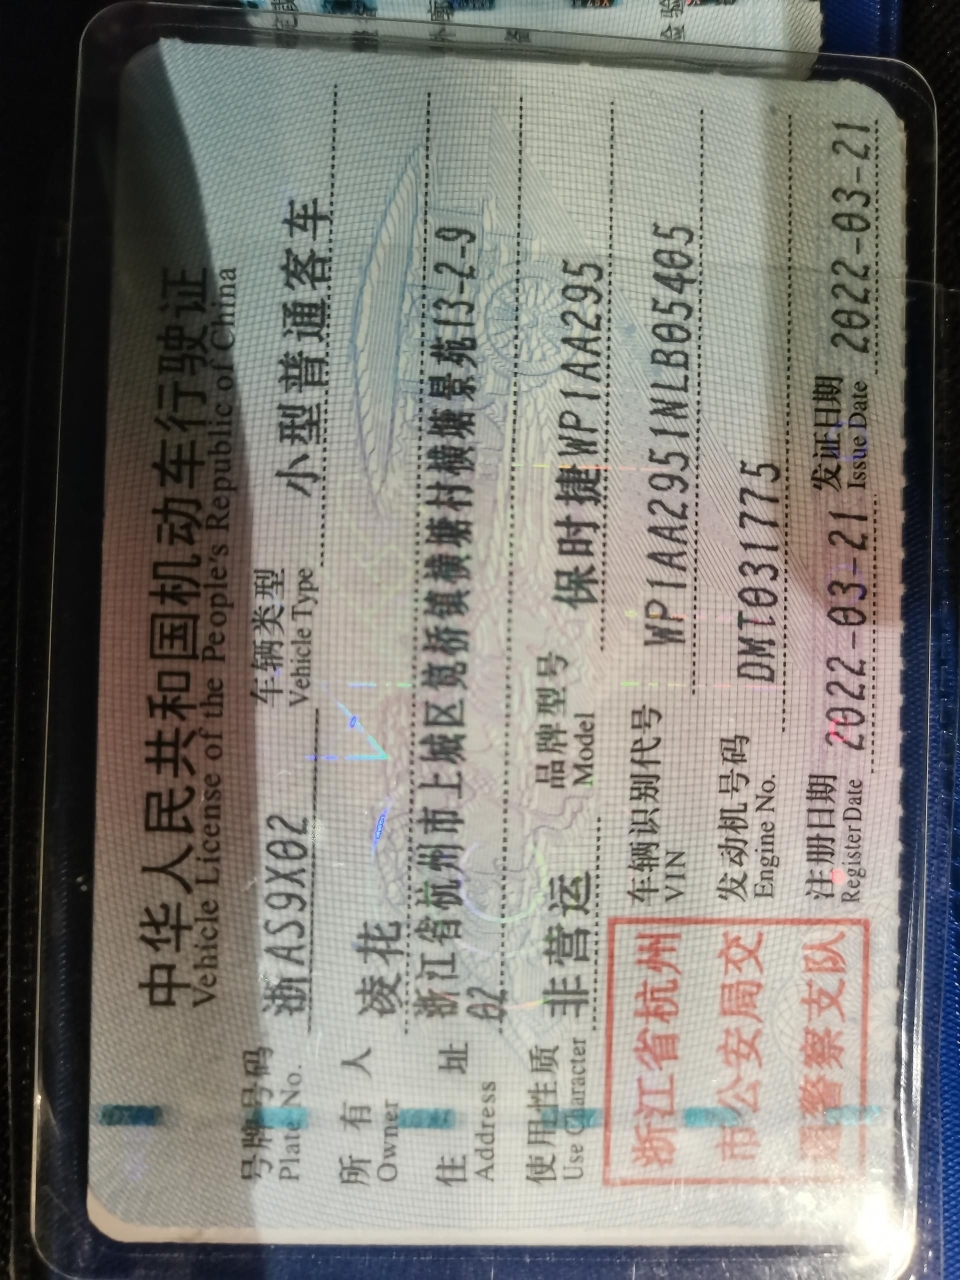 中华人民共和国机动车行驶证
Vehicle License of the People's Republic of China
号牌号码 浙AS9X02 车辆类型 小型普通客车
Plate No. Vehicle Type
所有人 凌花
Owner
住址 浙江省杭州市上城区笕桥镇横塘村横塘景苑13-2-9
Address 02
使用性质 非营运 品牌型号 保时捷WP1AA295
Use Character Model
浙江省杭州 车辆识别代号 WP1AA2951NLB05405
VIN
市公安局交 发动机号码 DMT031775
Engine No.
通警察支队 注册日期 2022-03-21 发证日期 2022-03-21
Register Date Issue Date